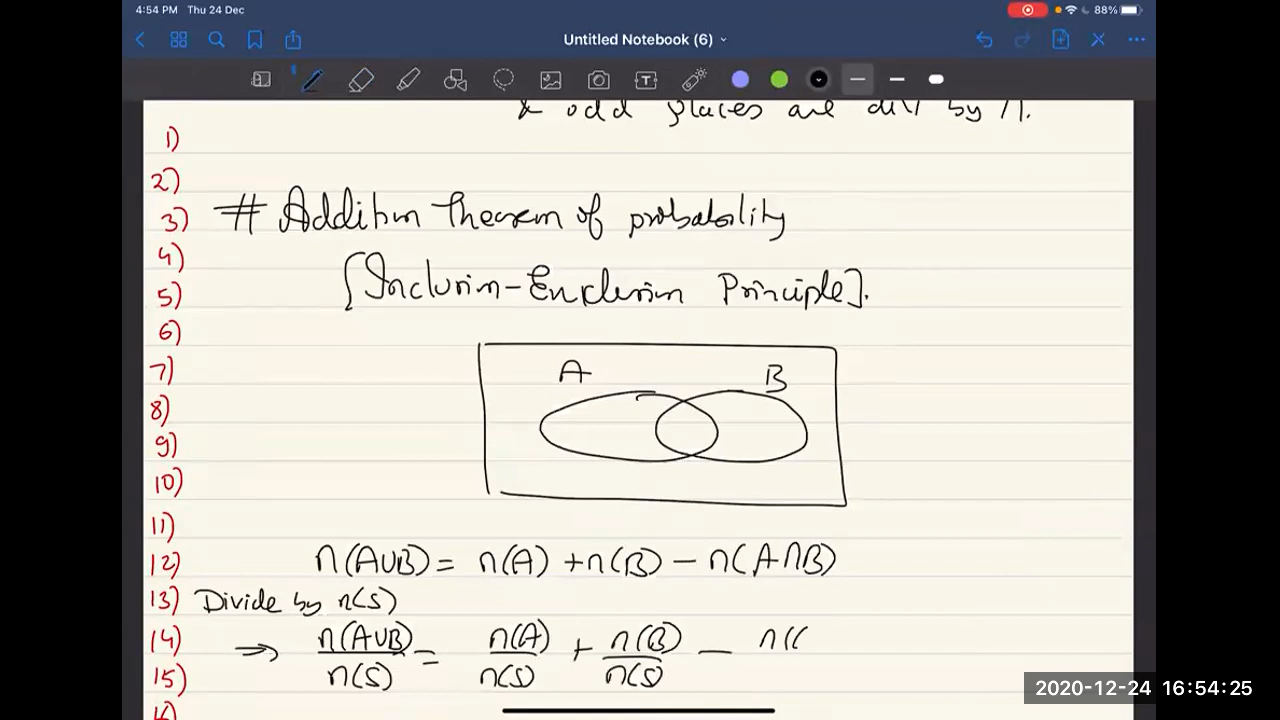 4:54 PM Thu 24 Dec
88%
Untitled Notebook (6)
& odd places are div by 11.
1)
2)
3) # Addition Theorem of probability
4)
5) [Inclusion-Exclusion Principle].
6)
7) A B
8)
9)
10)
11)
12) n(A∪B) = n(A) + n(B) - n(A∩B)
13) Divide by n(S)
14) ⇒ n(A∪B)/n(S) = n(A)/n(S) + n(B)/n(S) - n((
15)
2020-12-24 16:54:25